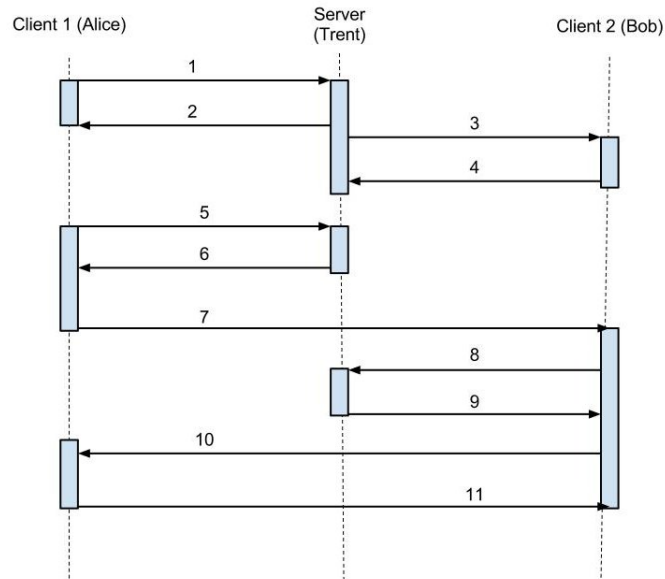 Client 1 (Alice)
Server
(Trent)
Client 2 (Bob)
1
2
3
4
5
6
7
8
9
10
11